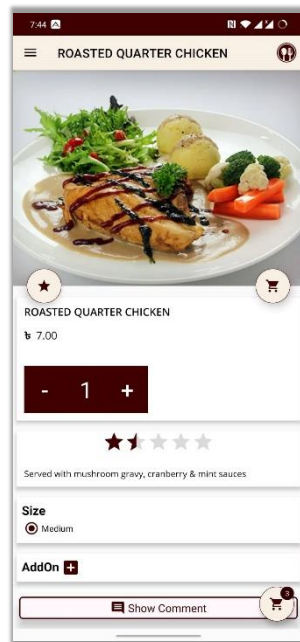 7:44
ROASTED QUARTER CHICKEN
ROASTED QUARTER CHICKEN
৳ 7.00
- 1 +
Served with mushroom gravy, cranberry & mint sauces
Size
Medium
AddOn
Show Comment
3